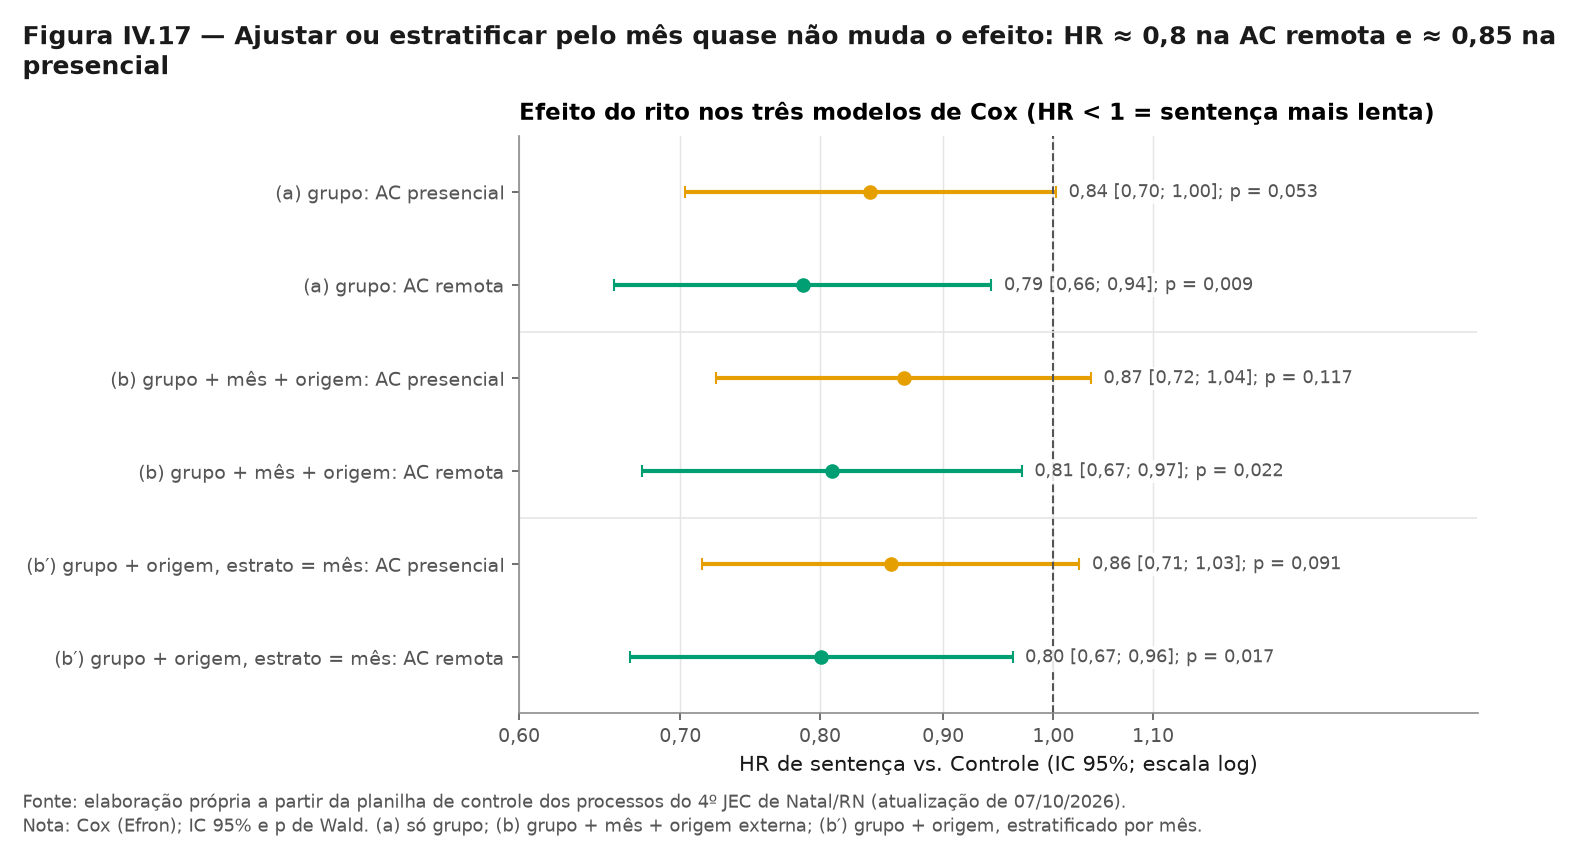 Figura IV.17 — Ajustar ou estratificar pelo mês quase não muda o efeito: HR ≈ 0,8 na AC remota e ≈ 0,85 na
presencial
Efeito do rito nos três modelos de Cox (HR < 1 = sentença mais lenta)
(a) grupo: AC presencial
0,84 [0,70; 1,00]; p = 0,053
(a) grupo: AC remota
0,79 [0,66; 0,94]; p = 0,009
(b) grupo + mês + origem: AC presencial
0,87 [0,72; 1,04]; p = 0,117
(b) grupo + mês + origem: AC remota
0,81 [0,67; 0,97]; p = 0,022
(b′) grupo + origem, estrato = mês: AC presencial
0,86 [0,71; 1,03]; p = 0,091
(b′) grupo + origem, estrato = mês: AC remota
0,80 [0,67; 0,96]; p = 0,017
0,60 0,70 0,80 0,90 1,00 1,10
HR de sentença vs. Controle (IC 95%; escala log)
Fonte: elaboração própria a partir da planilha de controle dos processos do 4º JEC de Natal/RN (atualização de 07/10/2026).
Nota: Cox (Efron); IC 95% e p de Wald. (a) só grupo; (b) grupo + mês + origem externa; (b′) grupo + origem, estratificado por mês.